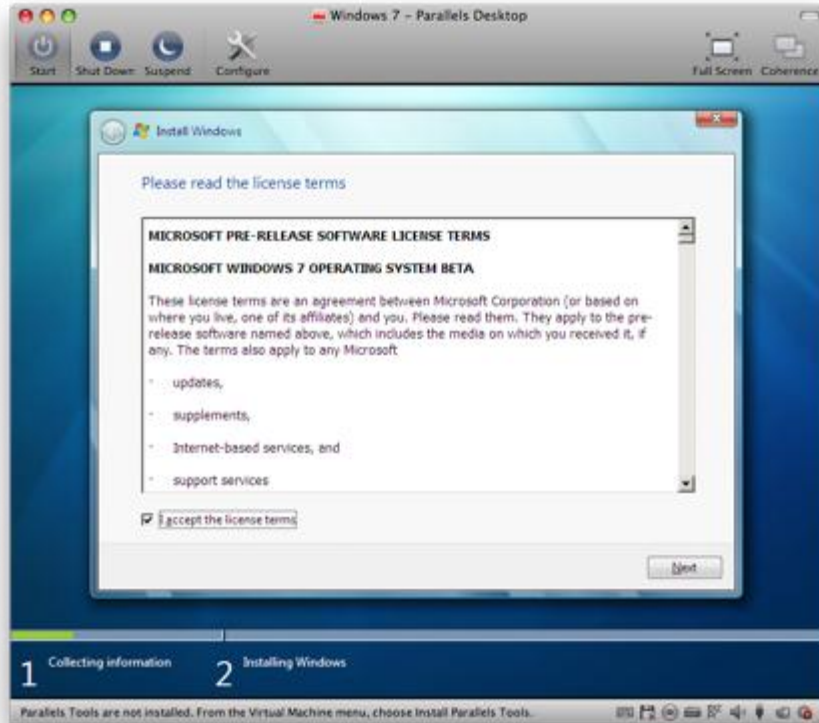 Windows 7 - Parallels Desktop
Start Shut Down Suspend Configure Full Screen Coherence
Install Windows
Please read the license terms
MICROSOFT PRE-RELEASE SOFTWARE LICENSE TERMS
MICROSOFT WINDOWS 7 OPERATING SYSTEM BETA
These license terms are an agreement between Microsoft Corporation (or based on
where you live, one of its affiliates) and you. Please read them. They apply to the pre-
release software named above, which includes the media on which you received it, if
any. The terms also apply to any Microsoft
· updates,
· supplements,
· Internet-based services, and
· support services
I accept the license terms
Next
1 Collecting information 2 Installing Windows
Parallels Tools are not installed. From the Virtual Machine menu, choose Install Parallels Tools.